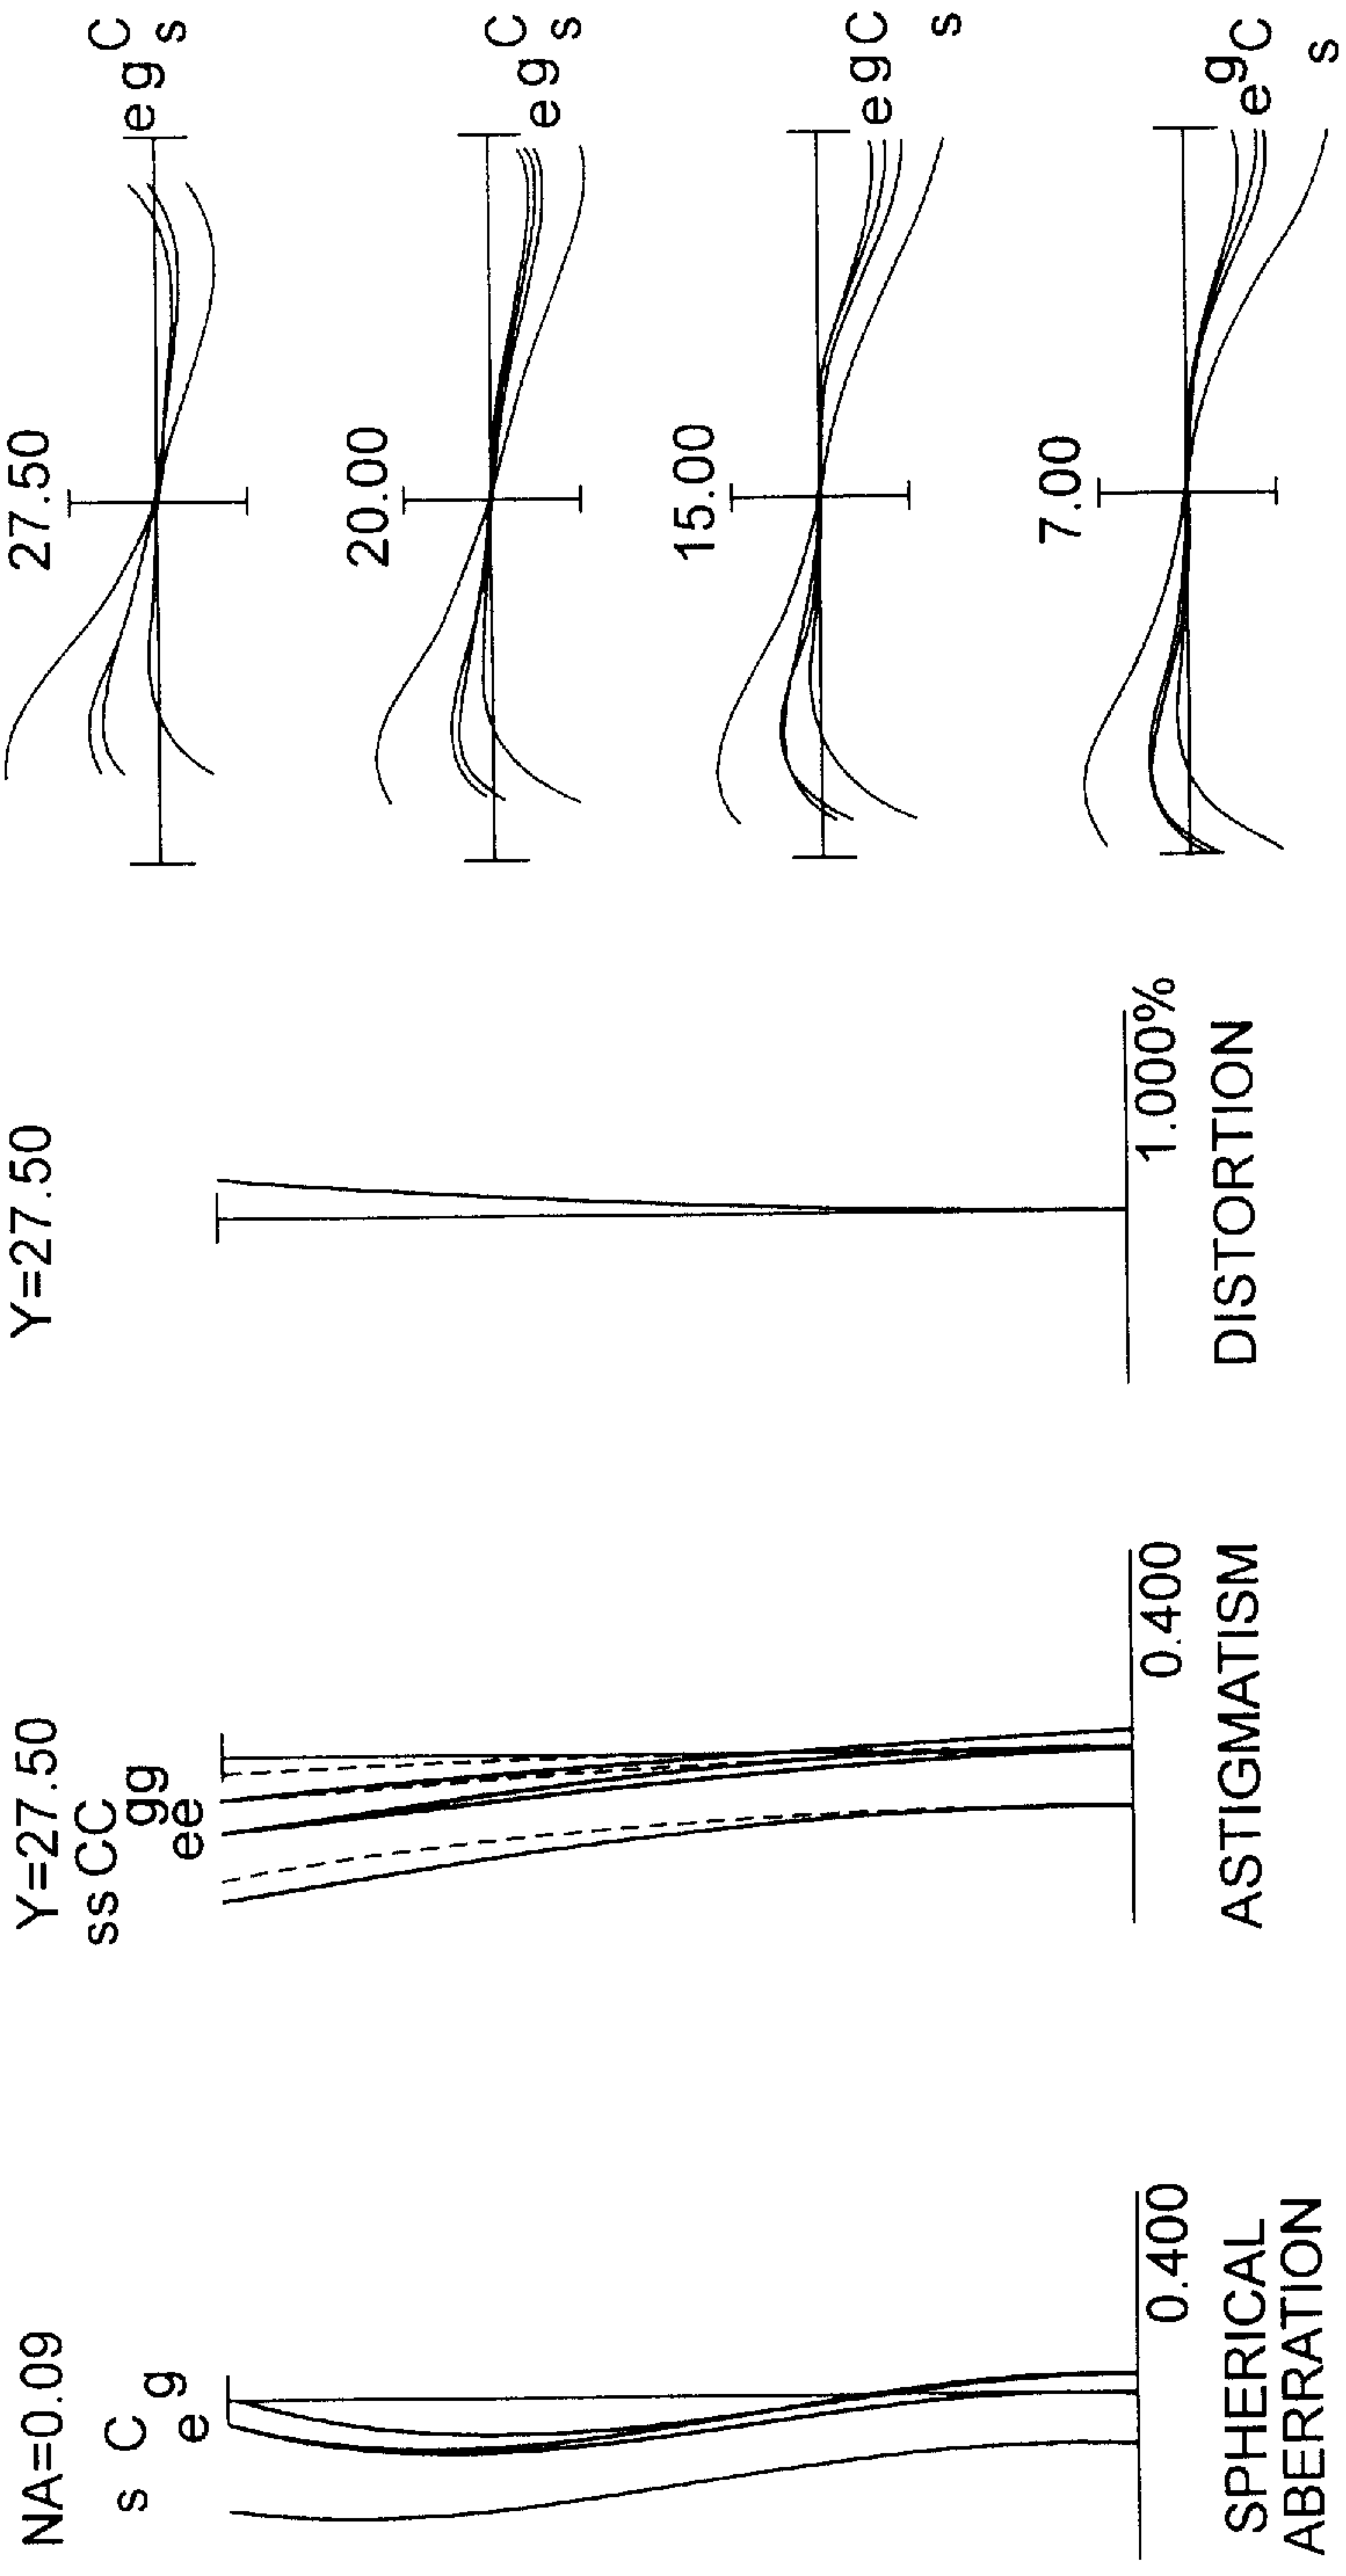 NA=0.09
s C g
e
0.400
SPHERICAL
ABERRATION
Y=27.50
ss CC
gg
ee
0.400
ASTIGMATISM
Y=27.50
1.000%
DISTORTION
27.50
e g C
s
20.00
e g C
s
15.00
e g C
s
7.00
e g C
s